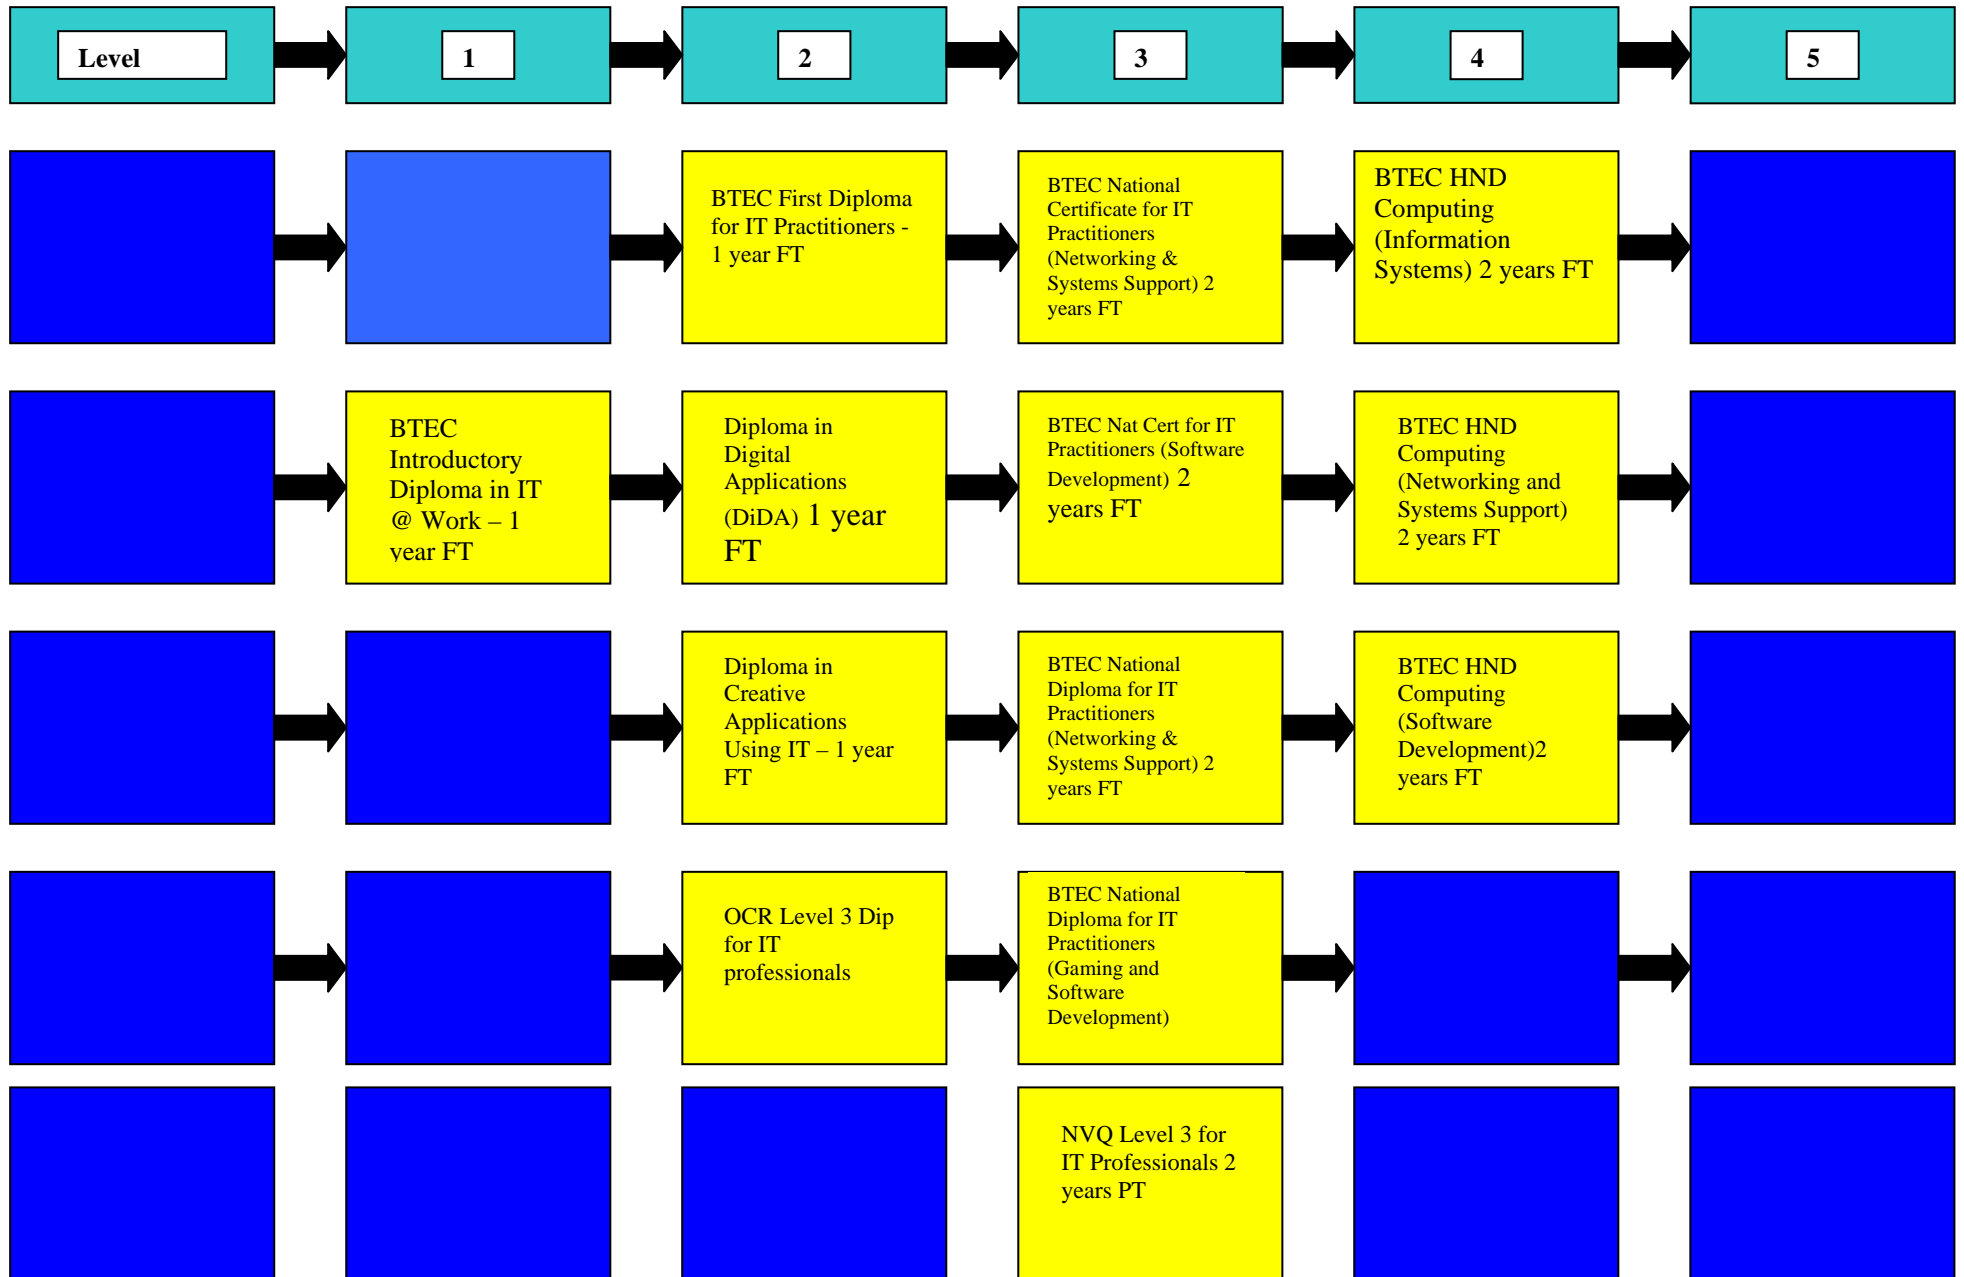 Level
1
2
3
4
5
BTEC First Diploma
for IT Practitioners -
1 year FT
BTEC National
Certificate for IT
Practitioners
(Networking &
Systems Support) 2
years FT
BTEC HND
Computing
(Information
Systems) 2 years FT
BTEC
Introductory
Diploma in IT
@ Work – 1
year FT
Diploma in
Digital
Applications
(DiDA) 1 year
FT
BTEC Nat Cert for IT
Practitioners (Software
Development) 2
years FT
BTEC HND
Computing
(Networking and
Systems Support)
2 years FT
Diploma in
Creative
Applications
Using IT – 1 year
FT
BTEC National
Diploma for IT
Practitioners
(Networking &
Systems Support) 2
years FT
BTEC HND
Computing
(Software
Development)2
years FT
OCR Level 3 Dip
for IT
professionals
BTEC National
Diploma for IT
Practitioners
(Gaming and
Software
Development)
NVQ Level 3 for
IT Professionals 2
years PT